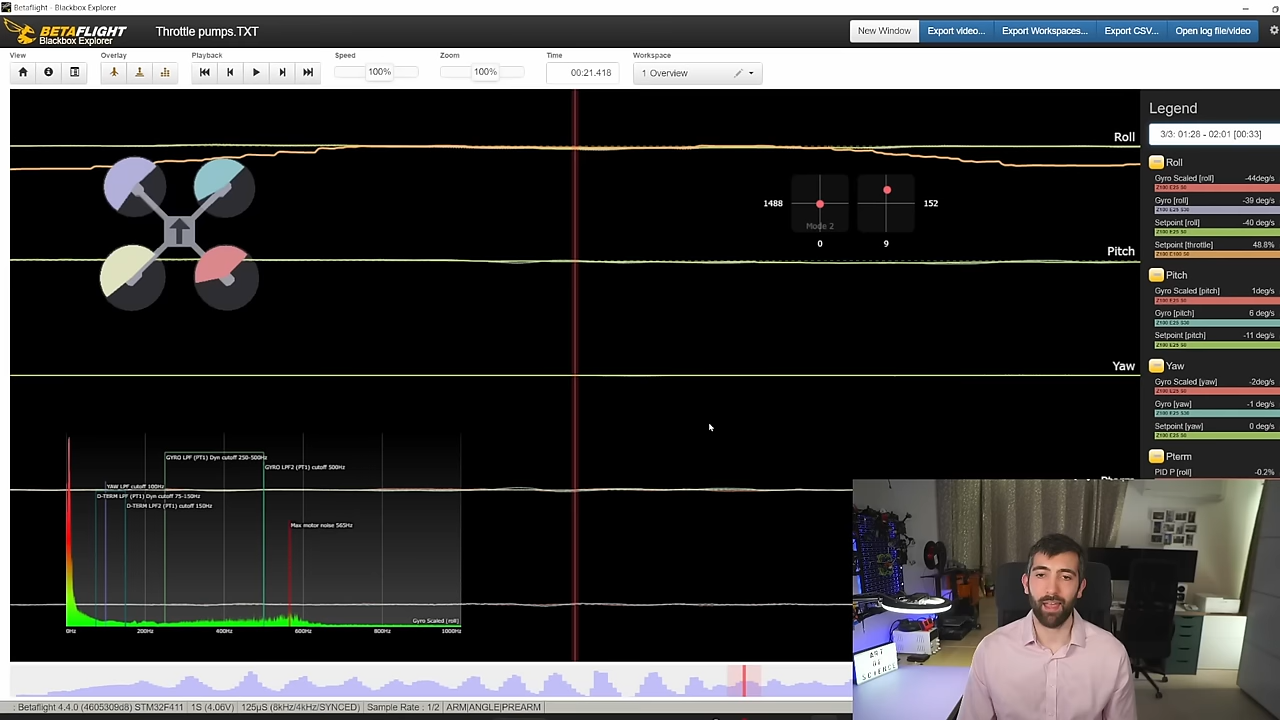 Betaflight - Blackbox Explorer
BETAFLIGHT
Blackbox Explorer
Throttle pumps.TXT
New Window
Export video...
Export Workspaces...
Export CSV...
Open log file/video
View
Overlay
Playback
Speed
Zoom
Time
Workspace
100%
100%
00:21.418
1 Overview
Legend
3/3: 01:28 - 02:01 [00:33]
Roll
Pitch
Yaw
1488
152
Mode 2
0
9
Roll
Gyro Scaled [roll] -44deg/s
Gyro [roll] -39 deg/s
Setpoint [roll] -40 deg/s
Setpoint [throttle] 48.8%
Pitch
Gyro Scaled [pitch] 1deg/s
Gyro [pitch] 6 deg/s
Setpoint [pitch] -11 deg/s
Yaw
Gyro Scaled [yaw] -2deg/s
Gyro [yaw] -1 deg/s
Setpoint [yaw] 0 deg/s
Pterm
PID P [roll] -0.2%
GYRO LPF (PT1) Dyn cutoff 250-500Hz
GYRO LPF2 (PT1) cutoff 500Hz
YAW LPF cutoff 100Hz
D-TERM LPF (PT1) Dyn cutoff 75-150Hz
D-TERM LPF2 (PT1) cutoff 150Hz
Max motor noise 565Hz
Gyro Scaled [roll]
0Hz
200Hz
400Hz
600Hz
800Hz
1000Hz
ART
OF
SCIENCE
: Betaflight 4.4.0 (4605309d8) STM32F411
1S (4.06V)
125µS (8kHz/4kHz/SYNCED)
Sample Rate : 1/2
ARM|ANGLE|PREARM